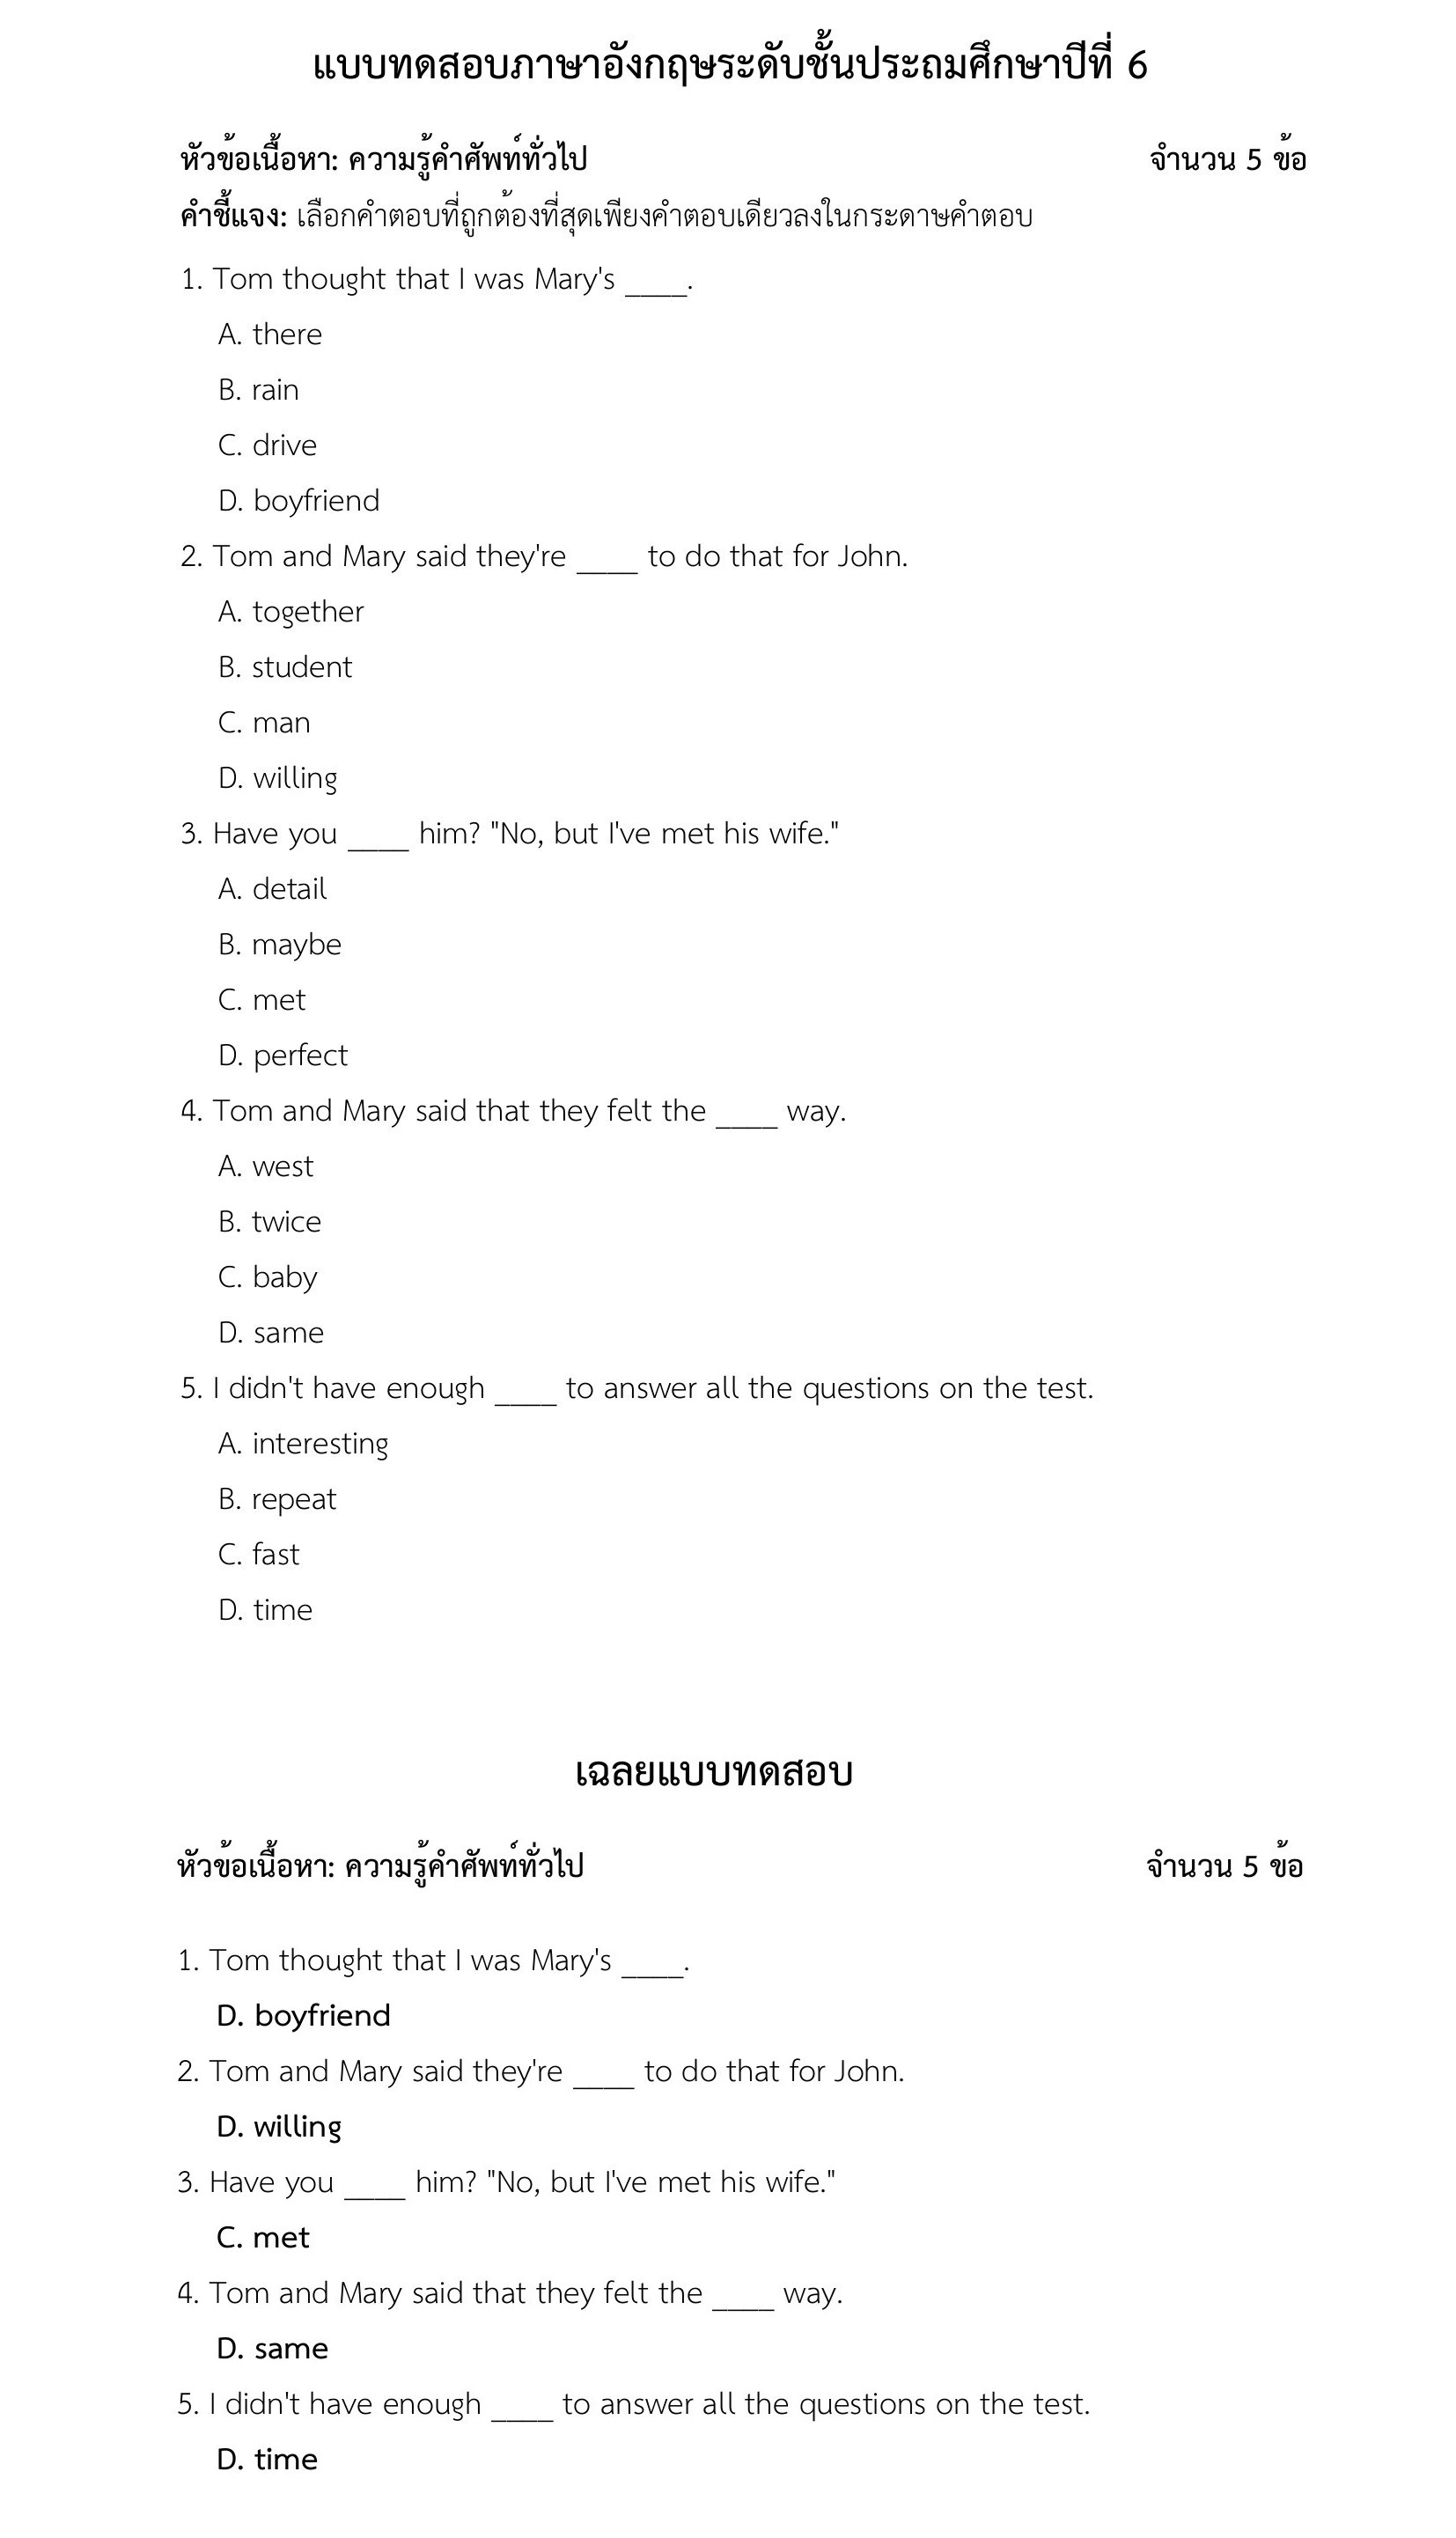 แบบทดสอบภาษาอังกฤษระดับชั้นประถมศึกษาปีที่ 6
หัวข้อเนื้อหา: ความรู้คำศัพท์ทั่วไป จำนวน 5 ข้อ
คำชี้แจง: เลือกคำตอบที่ถูกต้องที่สุดเพียงคำตอบเดียวลงในกระดาษคำตอบ
1. Tom thought that I was Mary's ____.
A. there
B. rain
C. drive
D. boyfriend
2. Tom and Mary said they're ____ to do that for John.
A. together
B. student
C. man
D. willing
3. Have you ____ him? "No, but I've met his wife."
A. detail
B. maybe
C. met
D. perfect
4. Tom and Mary said that they felt the ____ way.
A. west
B. twice
C. baby
D. same
5. I didn't have enough ____ to answer all the questions on the test.
A. interesting
B. repeat
C. fast
D. time
เฉลยแบบทดสอบ
หัวข้อเนื้อหา: ความรู้คำศัพท์ทั่วไป จำนวน 5 ข้อ
1. Tom thought that I was Mary's ____.
D. boyfriend
2. Tom and Mary said they're ____ to do that for John.
D. willing
3. Have you ____ him? "No, but I've met his wife."
C. met
4. Tom and Mary said that they felt the ____ way.
D. same
5. I didn't have enough ____ to answer all the questions on the test.
D. time